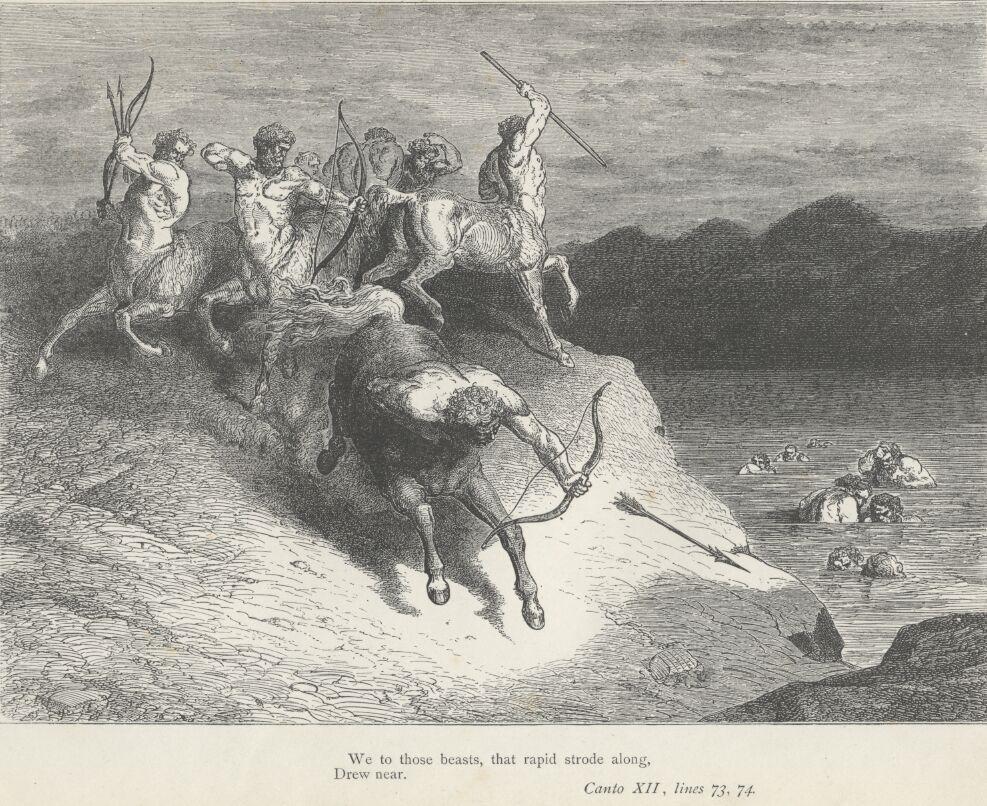 We to those beasts, that rapid strode along,
Drew near.
Canto XII, lines 73, 74.